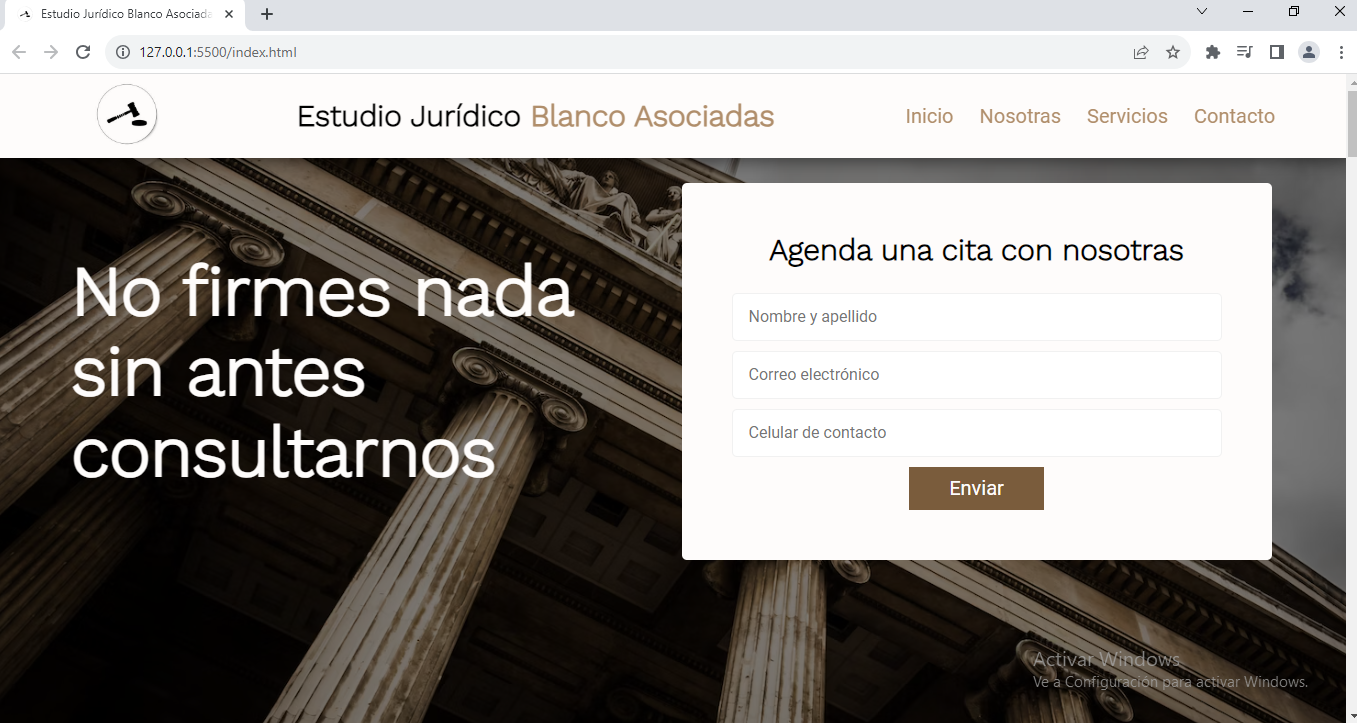 Estudio Jurídico Blanco Asociada
127.0.0.1:5500/index.html
Estudio Jurídico Blanco Asociadas
Inicio Nosotras Servicios Contacto
No firmes nada
sin antes
consultarnos
Agenda una cita con nosotras
Nombre y apellido
Correo electrónico
Celular de contacto
Enviar
Activar Windows
Ve a Configuración para activar Windows.